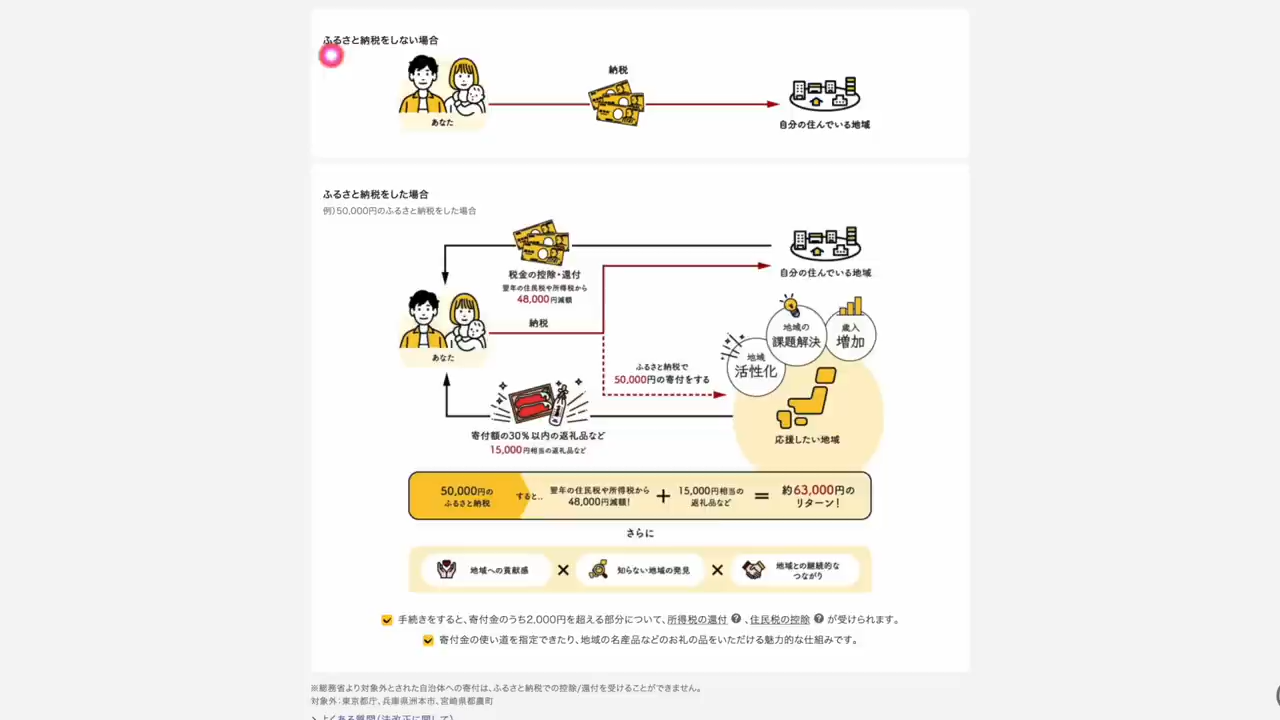 ふるさと納税をしない場合
納税
あなた
自分の住んでいる地域
ふるさと納税をした場合
例)50,000円のふるさと納税をした場合
税金の控除・還付
翌年の住民税や所得税から
48,000円減額
自分の住んでいる地域
納税
あなた
地域の
課題解決
歳入
増加
地域
活性化
ふるさと納税で
50,000円の寄付をする
応援したい地域
寄付額の30%以内の返礼品など
15,000円相当の返礼品など
50,000円の
ふるさと納税
すると..
翌年の住民税や所得税から
48,000円減額!
+
15,000円相当の
返礼品など
=
約63,000円の
リターン!
さらに
地域への貢献感
×
知らない地域の発見
×
地域との継続的な
つながり
手続きをすると、寄付金のうち2,000円を超える部分について、所得税の還付 ? 、住民税の控除 ? が受けられます。
寄付金の使い道を指定できたり、地域の名産品などのお礼の品をいただける魅力的な仕組みです。
※総務省より対象外とされた自治体への寄付は、ふるさと納税での控除/還付を受けることができません。
対象外:東京都庁、兵庫県洲本市、宮崎県都農町
よくある質問(法改正に関して)